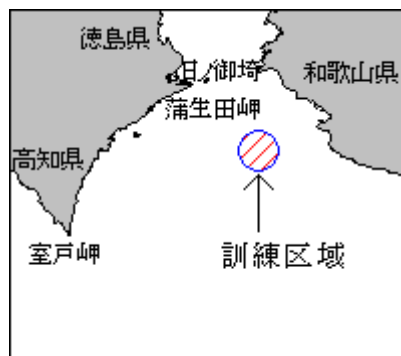 徳島県
日ノ御埼
和歌山県
蒲生田岬
高知県
室戸岬
訓練区域